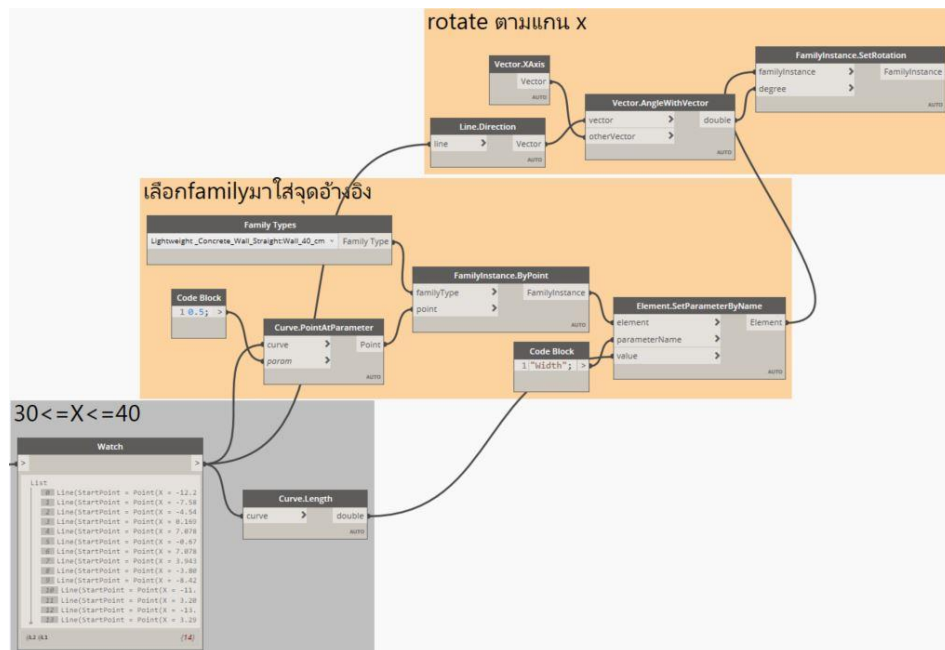 rotate ตามแกน x
FamilyInstance.SetRotation
familyInstance > FamilyInstance
degree >
AUTO
Vector.XAxis
Vector
AUTO
Vector.AngleWithVector
vector > double
otherVector >
AUTO
Line.Direction
line > Vector
AUTO
เลือกfamilyมาใส่จุดอ้างอิง
Family Types
Lightweight _Concrete_Wall_Straight:Wall_40_cm Family Type
FamilyInstance.ByPoint
familyType > FamilyInstance
point >
AUTO
Code Block
1 0.5; >
Curve.PointAtParameter
curve > Point
param >
AUTO
Element.SetParameterByName
element > Element
parameterName >
value >
AUTO
Code Block
1 "Width"; >
30<=X<=40
Watch
> >
List
0 Line(StartPoint = Point(X = -12.2
1 Line(StartPoint = Point(X = -7.58
2 Line(StartPoint = Point(X = -4.54
3 Line(StartPoint = Point(X = 0.169
4 Line(StartPoint = Point(X = 7.078
5 Line(StartPoint = Point(X = -0.67
6 Line(StartPoint = Point(X = 7.078
7 Line(StartPoint = Point(X = 3.943
8 Line(StartPoint = Point(X = -3.80
9 Line(StartPoint = Point(X = -8.42
10 Line(StartPoint = Point(X = -11.
11 Line(StartPoint = Point(X = 3.20
12 Line(StartPoint = Point(X = -13.
13 Line(StartPoint = Point(X = 3.28
@L2 @L1
{14}
Curve.Length
curve > double
AUTO